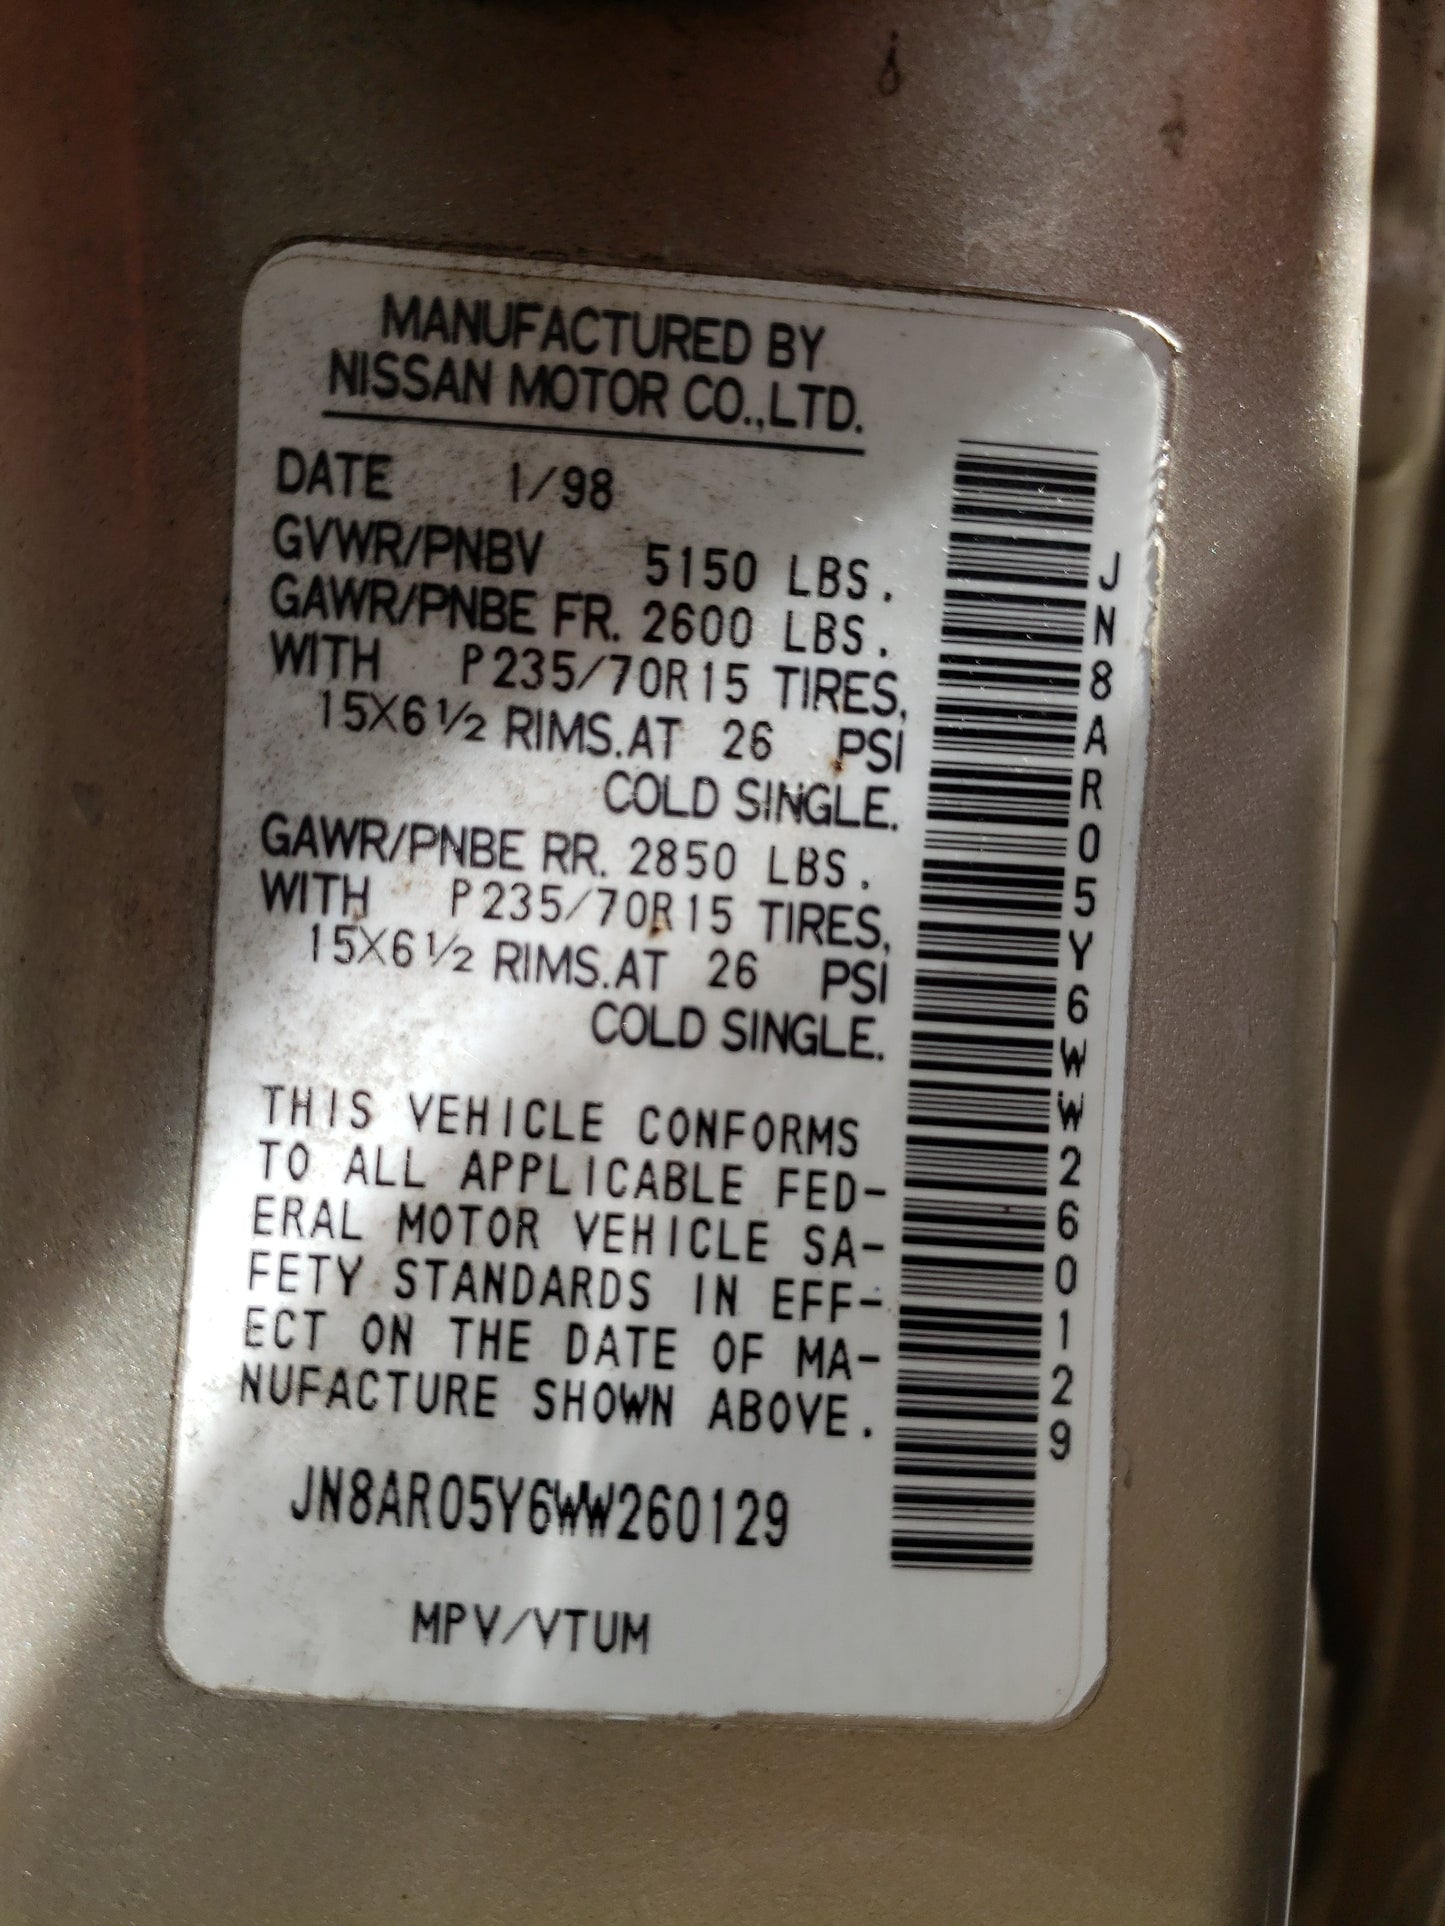 MANUFACTURED BY
NISSAN MOTOR CO.,LTD.
DATE 1/98
GVWR/PNBV 5150 LBS.
GAWR/PNBE FR. 2600 LBS.
WITH P235/70R15 TIRES,
15X6½ RIMS.AT 26 PSI
COLD SINGLE.
GAWR/PNBE RR. 2850 LBS.
WITH P235/70R15 TIRES,
15X6½ RIMS.AT 26 PSI
COLD SINGLE.
THIS VEHICLE CONFORMS
TO ALL APPLICABLE FED-
ERAL MOTOR VEHICLE SA-
FETY STANDARDS IN EFF-
ECT ON THE DATE OF MA-
NUFACTURE SHOWN ABOVE.
JN8AR05Y6WW260129
MPV/VTUM
JN8AR05Y6WW260129